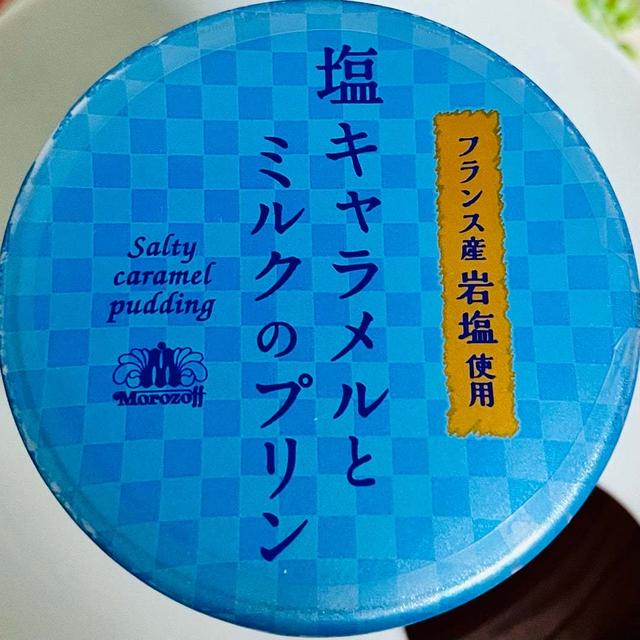 フランス産岩塩使用
塩キャラメルと
ミルクのプリン
Salty
caramel
pudding
Morozoff